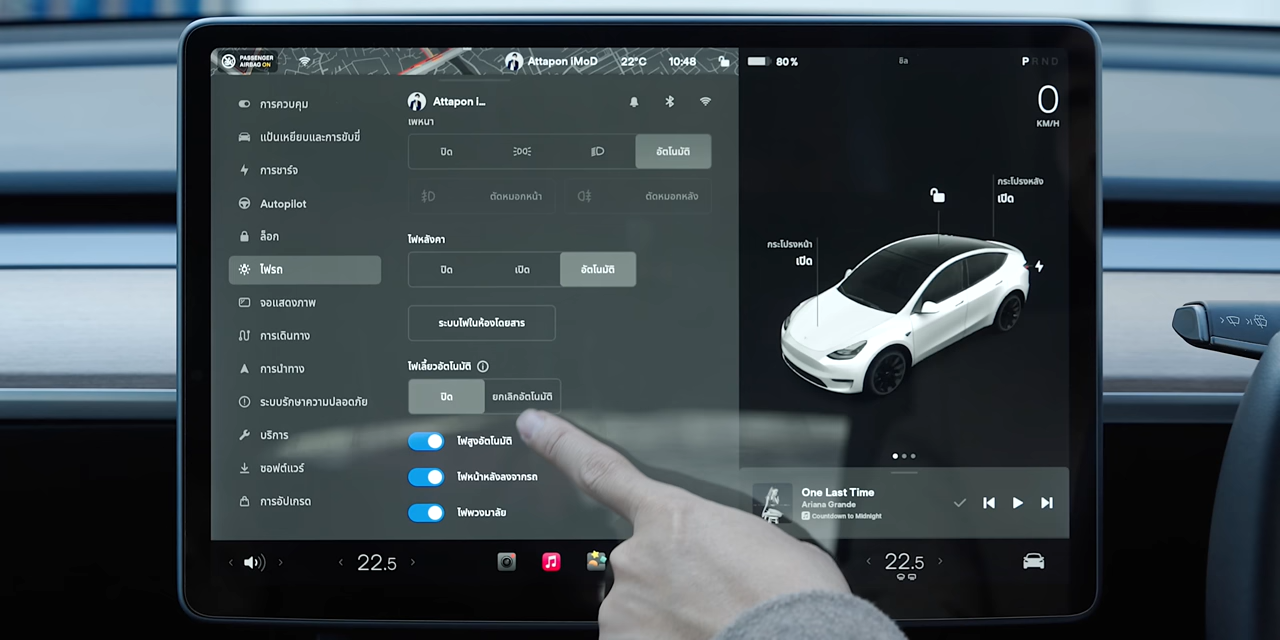 PASSENGER
AIRBAG ON
Attapon iMoD
22°C
10:48
80 %
ชิล
P R N D
การควบคุม
แป้นเหยียบและการขับขี่
การชาร์จ
Autopilot
ล็อก
ไฟรถ
จอแสดงภาพ
การเดินทาง
การนำทาง
ระบบรักษาความปลอดภัย
บริการ
ซอฟต์แวร์
การอัปเกรด
Attapon i...
ปิด
อัตโนมัติ
ตัดหมอกหน้า
ตัดหมอกหลัง
ไฟหลังคา
ปิด
เปิด
อัตโนมัติ
ระบบไฟในห้องโดยสาร
ไฟเลี้ยวอัตโนมัติ
ปิด
ยกเลิกอัตโนมัติ
ไฟสูงอัตโนมัติ
ไฟหน้าหลังลงจากรถ
ไฟพวงมาลัย
0
KM/H
กระโปรงหลัง
เปิด
กระโปรงหน้า
เปิด
One Last Time
Ariana Grande
Countdown to Midnight
22.5
22.5